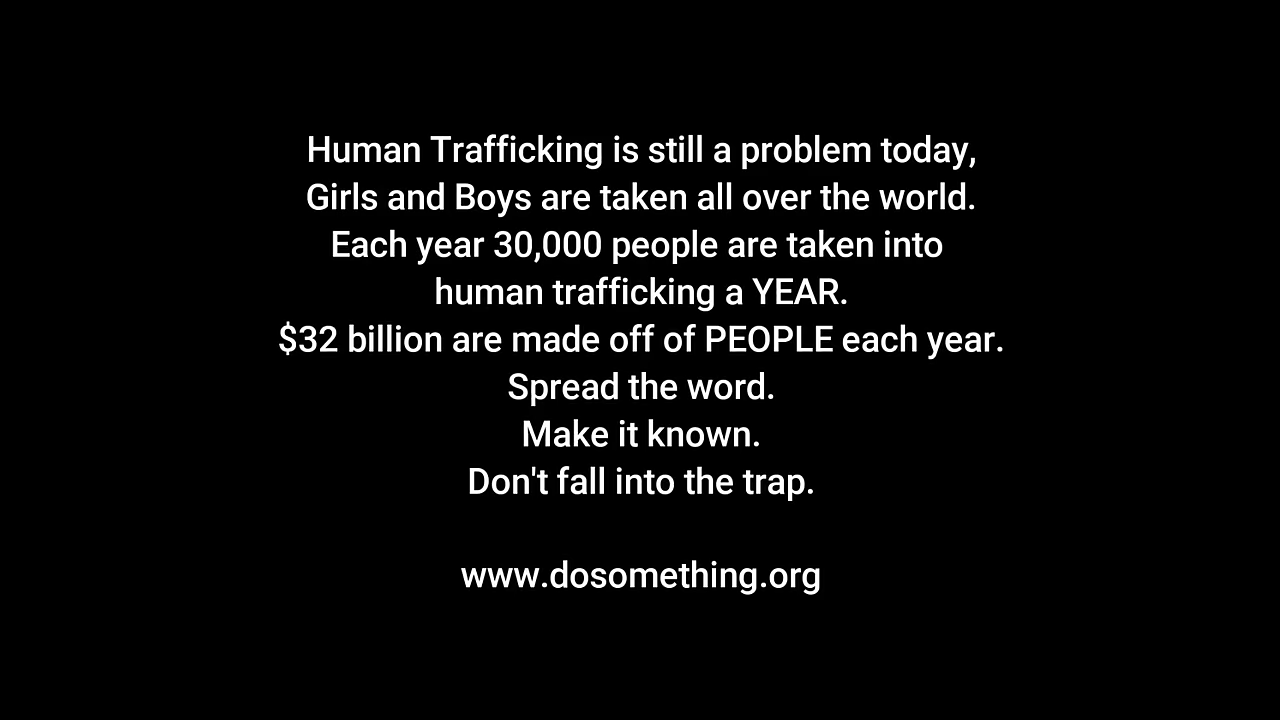 Human Trafficking is still a problem today,
Girls and Boys are taken all over the world.
Each year 30,000 people are taken into
human trafficking a YEAR.
$32 billion are made off of PEOPLE each year.
Spread the word.
Make it known.
Don't fall into the trap.
www.dosomething.org